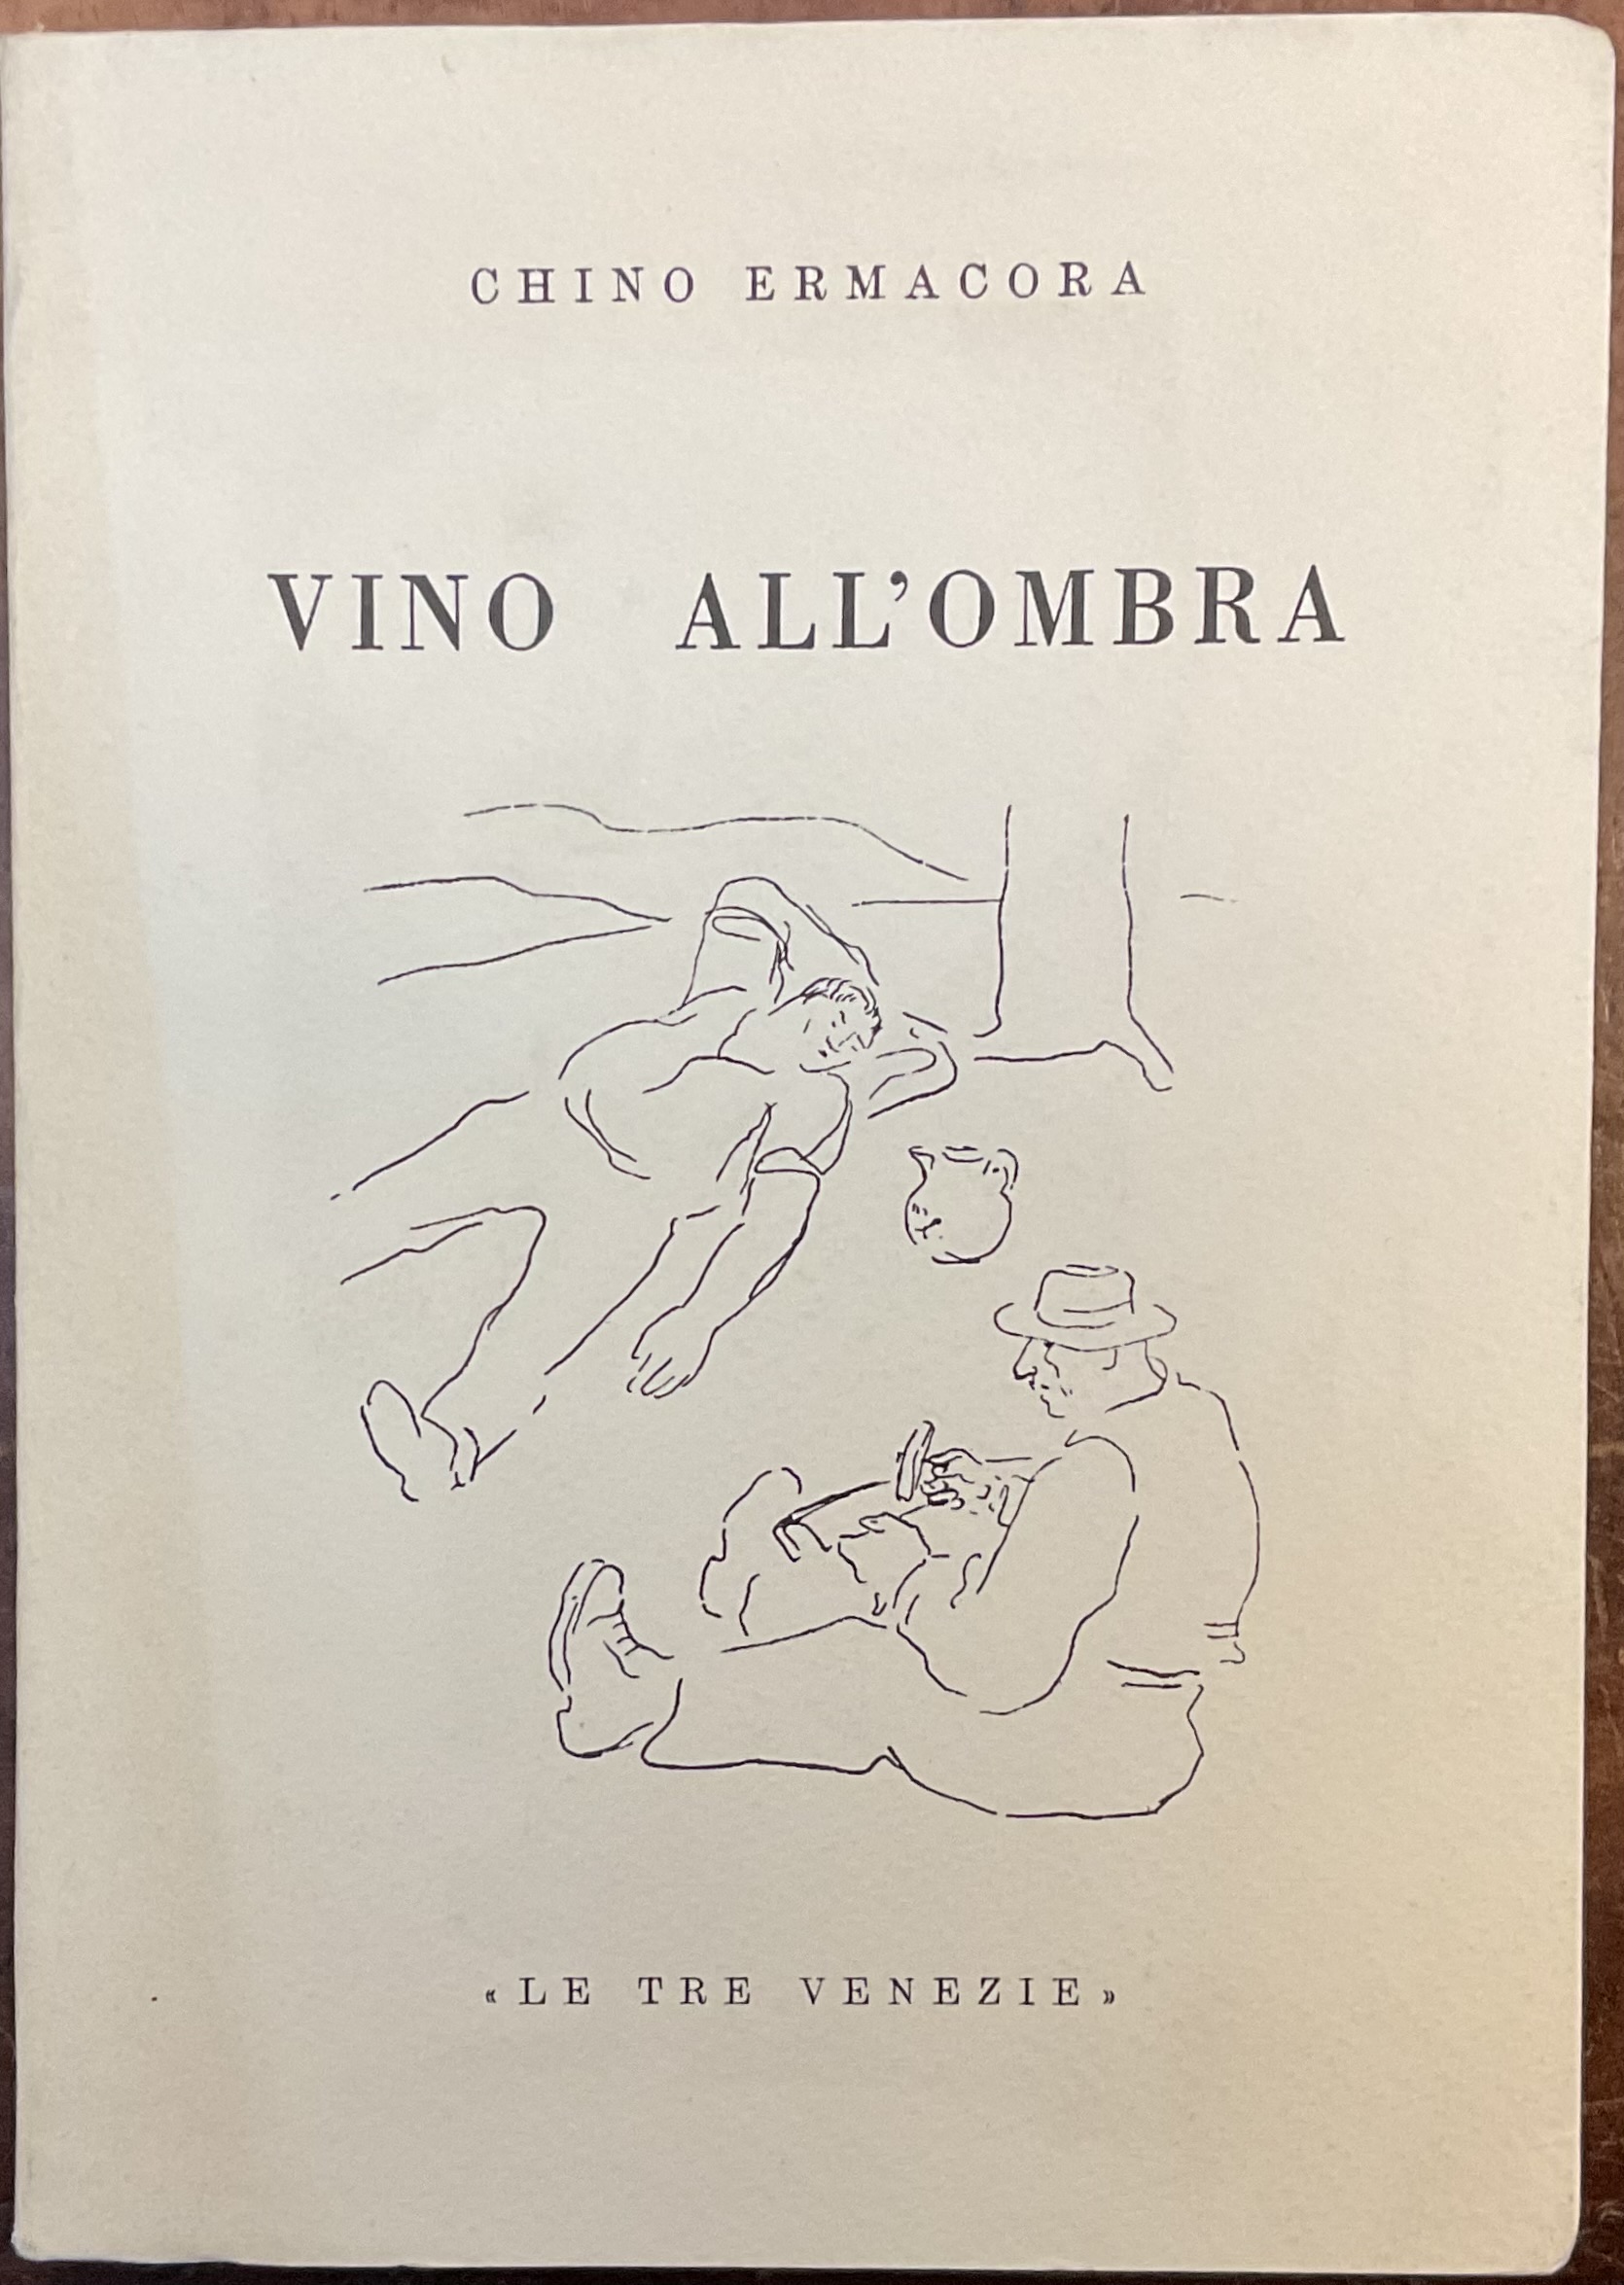 CHINO ERMACORA
VINO ALL’OMBRA
«LE TRE VENEZIE»